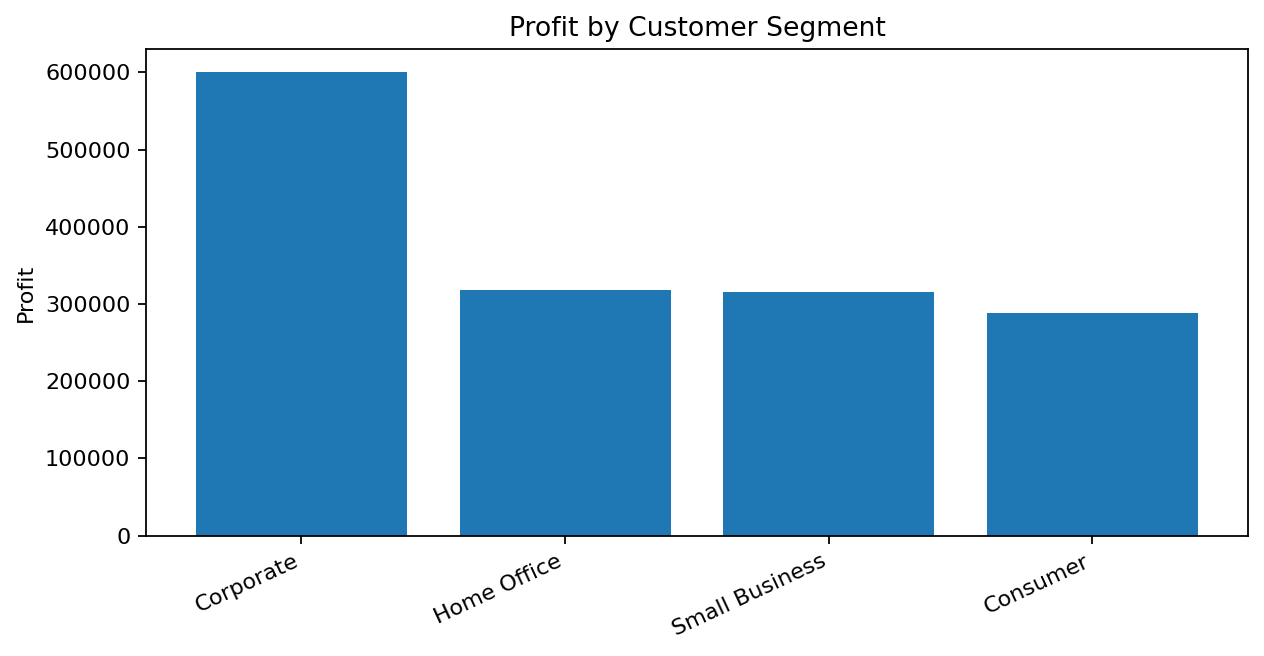 Profit by Customer Segment
600000
500000
400000
300000
200000
100000
0
Profit
Corporate
Home Office
Small Business
Consumer